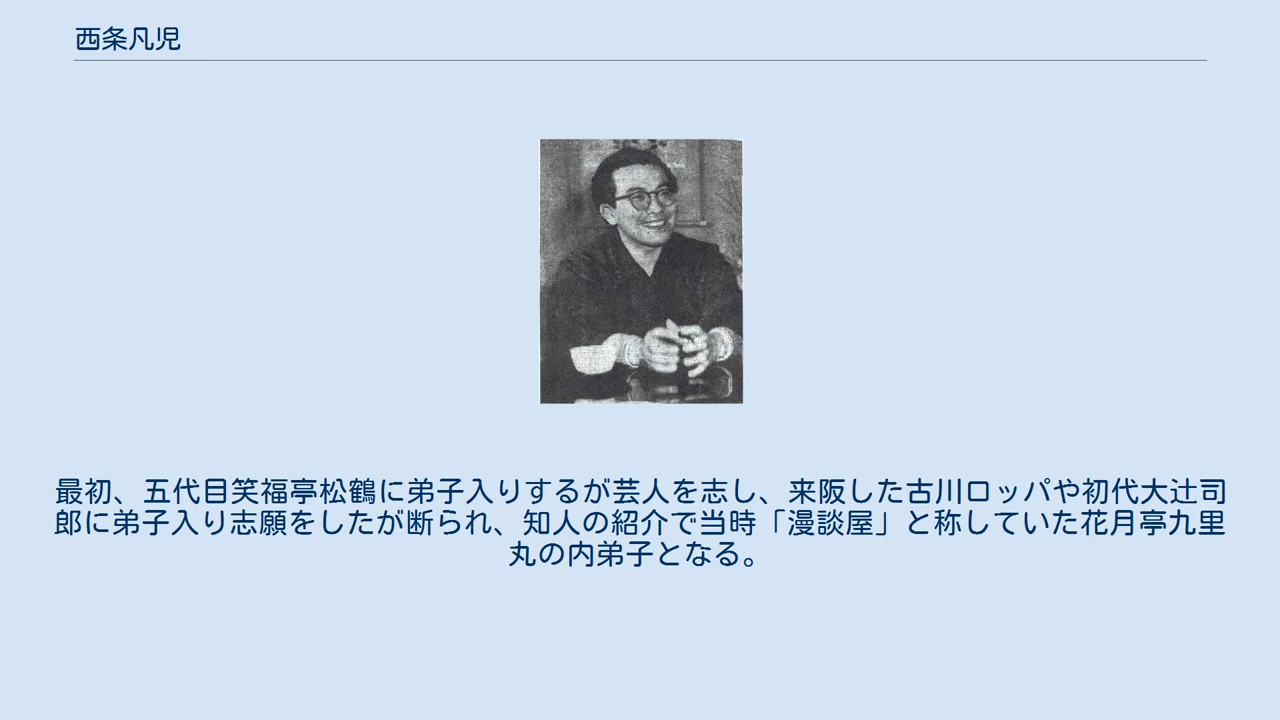 西条凡児
最初、五代目笑福亭松鶴に弟子入りするが芸人を志し、来阪した古川ロッパや初代大辻司
郎に弟子入り志願をしたが断られ、知人の紹介で当時「漫談屋」と称していた花月亭九里
丸の内弟子となる。